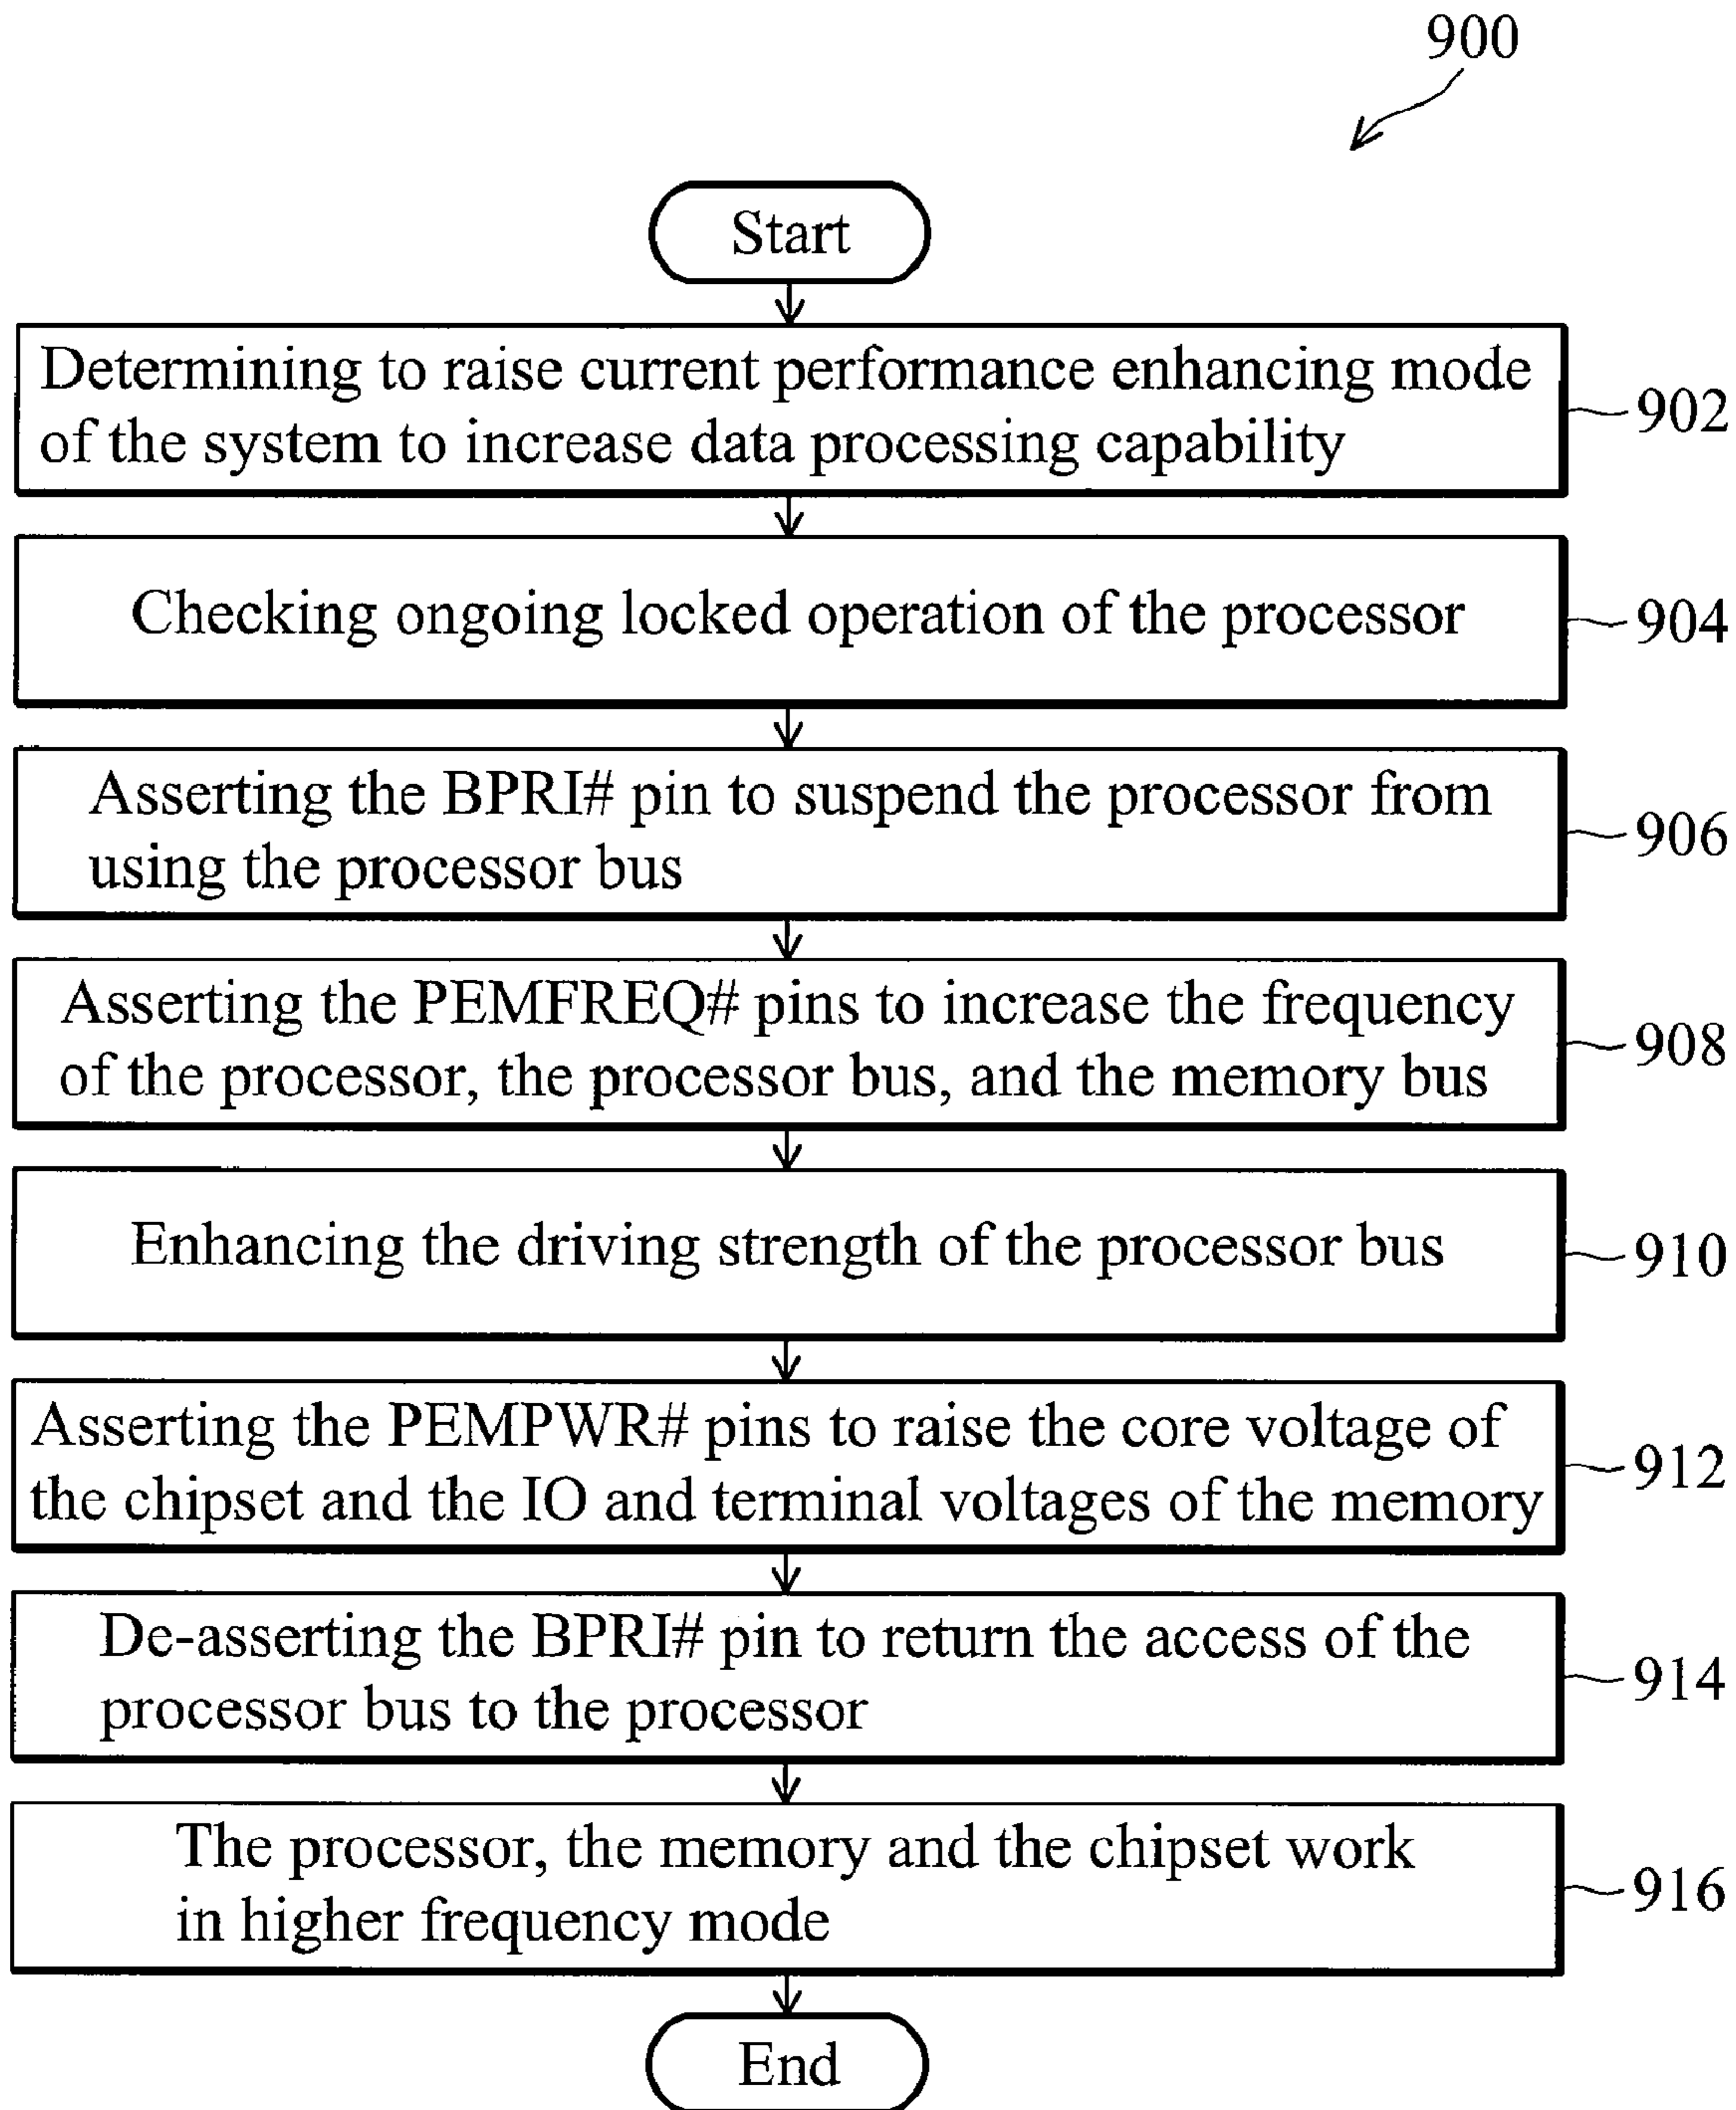 900
Start
Determining to raise current performance enhancing mode
of the system to increase data processing capability
902
Checking ongoing locked operation of the processor
904
Asserting the BPRI# pin to suspend the processor from
using the processor bus
906
Asserting the PEMFREQ# pins to increase the frequency
of the processor, the processor bus, and the memory bus
908
Enhancing the driving strength of the processor bus
910
Asserting the PEMPWR# pins to raise the core voltage of
the chipset and the IO and terminal voltages of the memory
912
De-asserting the BPRI# pin to return the access of the
processor bus to the processor
914
The processor, the memory and the chipset work
in higher frequency mode
916
End